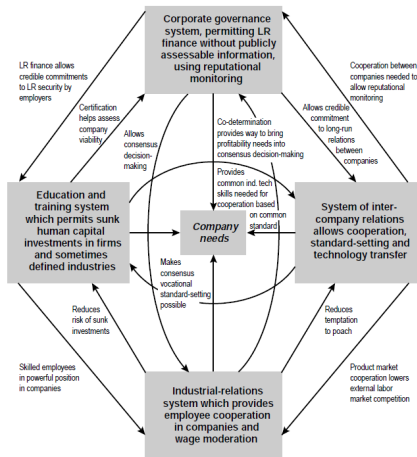 Corporate governance
system, permitting LR
finance without publicly
assessable information,
using reputational
monitoring
LR finance allows
credible commitments
to LR security by
employers
Cooperation between
companies needed to
allow reputational
monitoring
Certification
helps assess
company
viability
Allows
consensus
decision-
making
Co-determination
provides way to bring
profitability needs into
consensus decision-making
Allows credible
commitment
to long-run
relations
between
companies
Provides
common ind. tech
skills needed for
cooperation based
on common
standard
Education and
training system
which permits sunk
human capital
investments in firms
and sometimes
defined industries
Company
needs
System of inter-
company relations
allows cooperation,
standard-setting and
technology transfer
Makes
consensus
vocational
standard-setting
possible
Reduces
risk of sunk
investments
Reduces
temptation
to poach
Skilled employees
in powerful position
in companies
Product market
cooperation lowers
external labor
market competition
Industrial-relations
system which provides
employee cooperation
in companies and
wage moderation